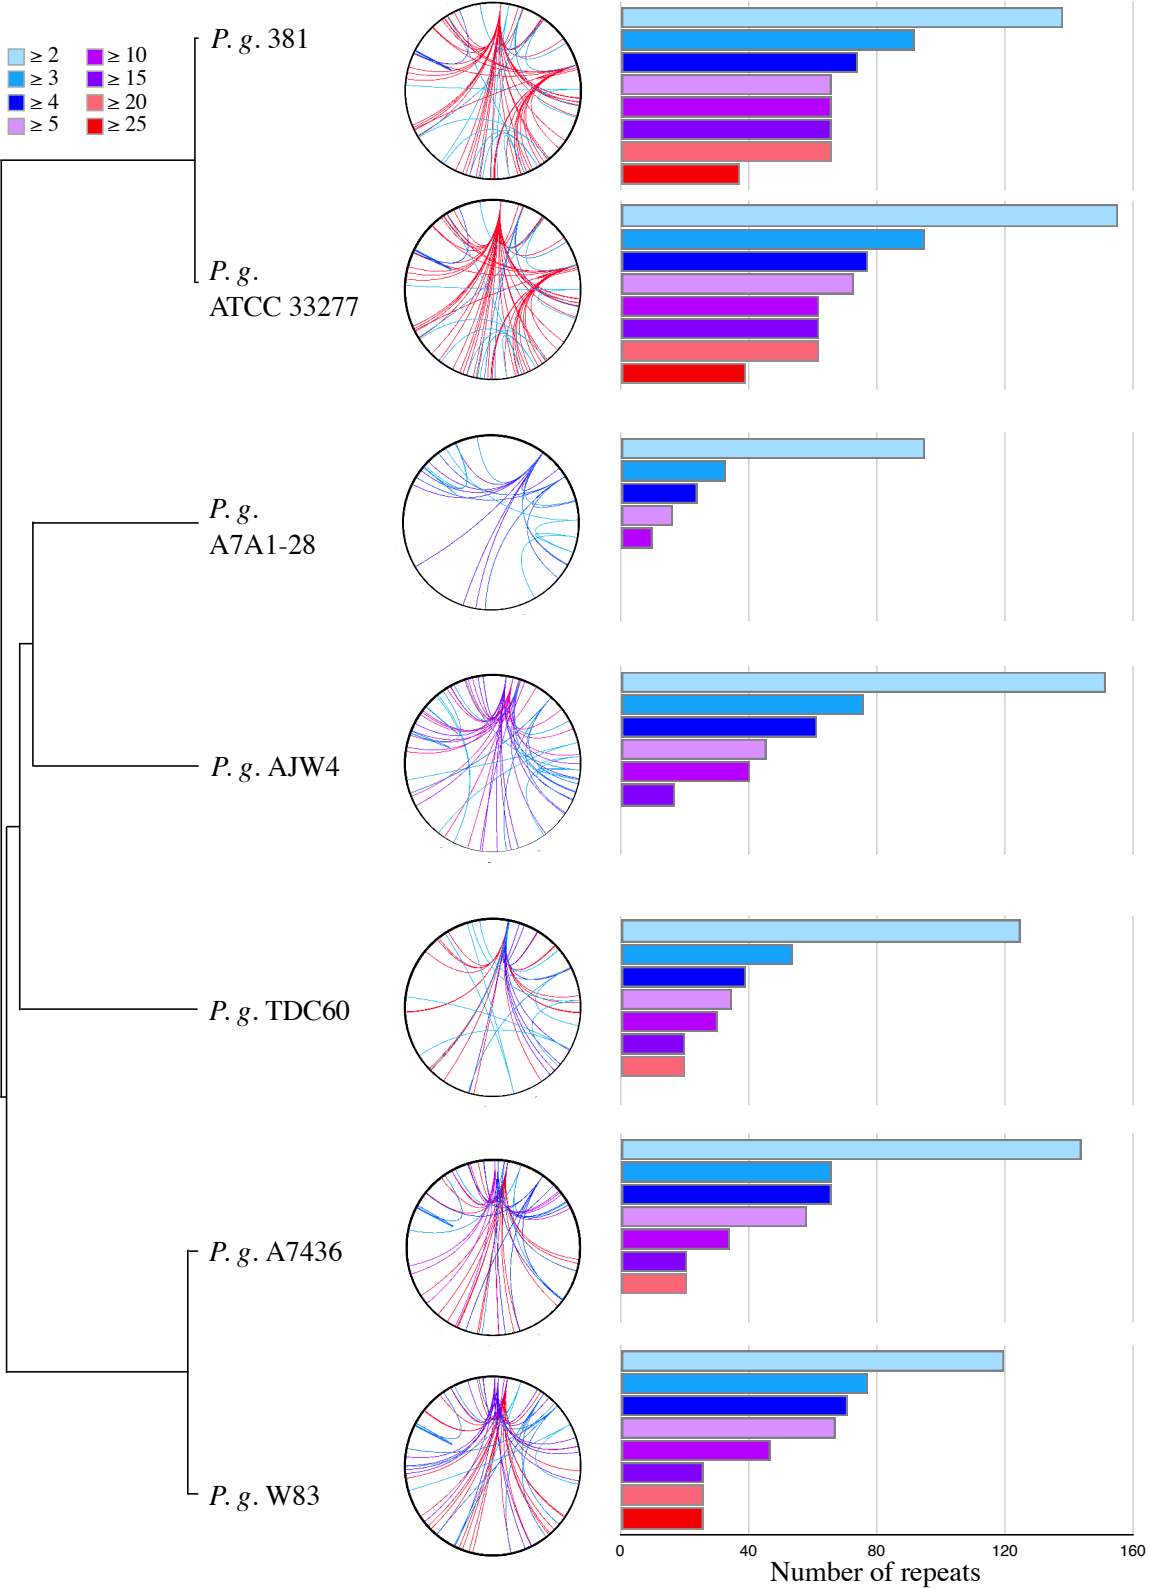 P. g. 381
≥ 2
≥ 10
≥ 3
≥ 15
≥ 4
≥ 20
≥ 5
≥ 25
P. g.
ATCC 33277
P. g.
A7A1-28
P. g. AJW4
P. g. TDC60
P. g. A7436
P. g. W83
0
40
80
120
160
Number of repeats